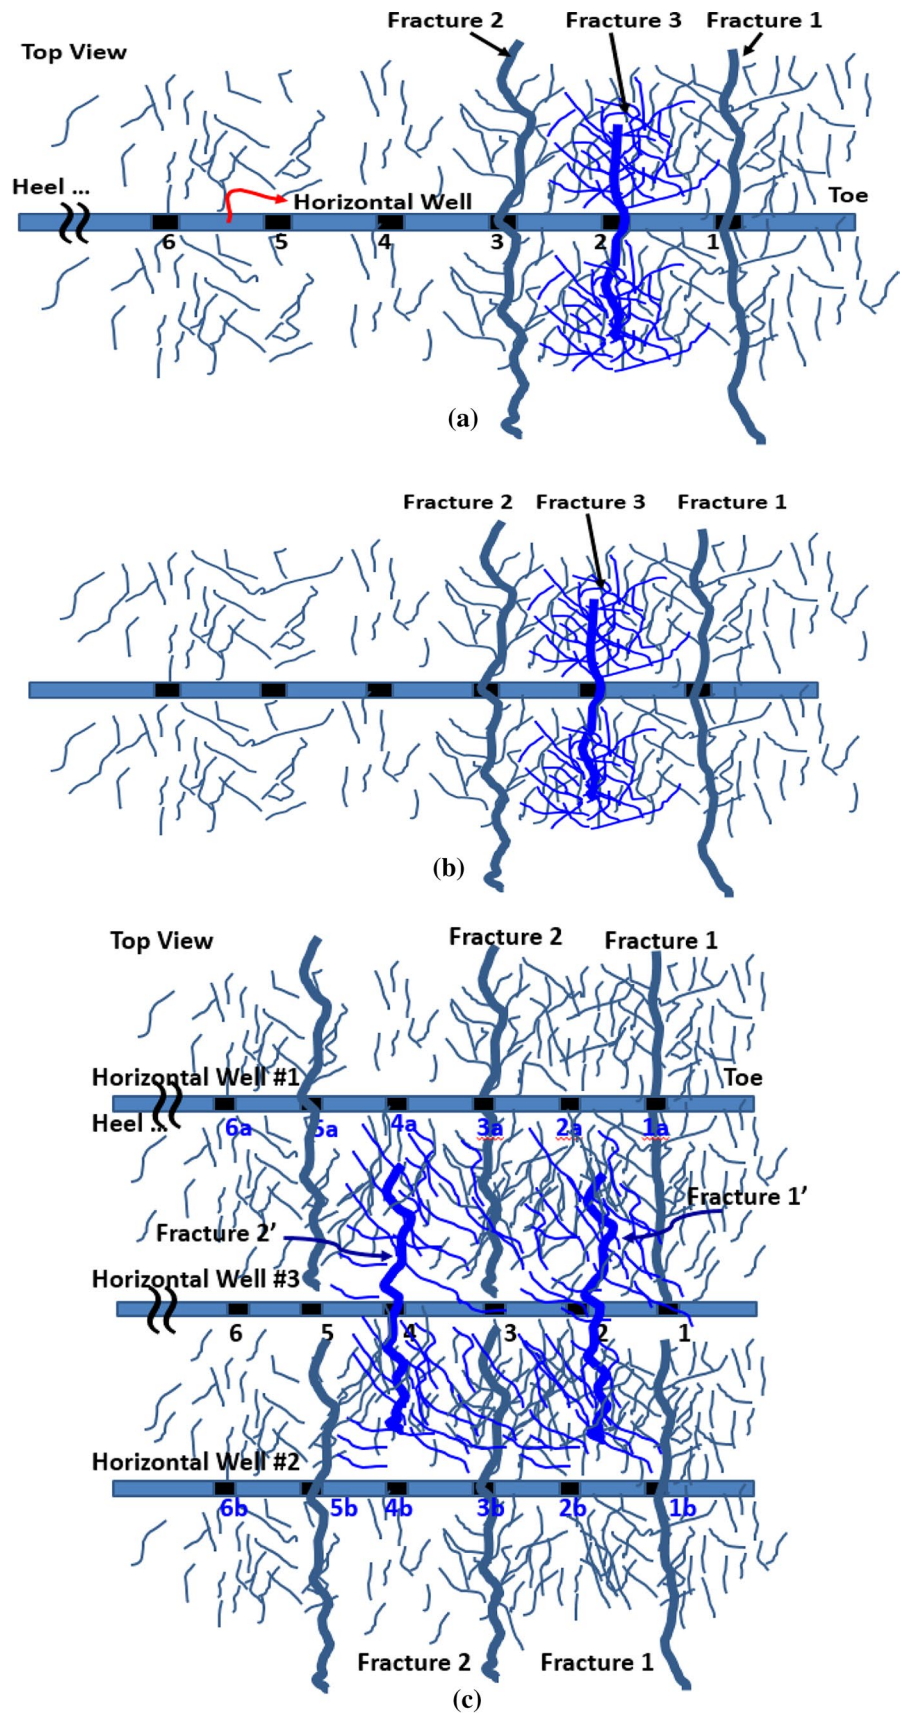 Fracture 2 Fracture 3 Fracture 1
Top View
Heel ... Horizontal Well Toe
6 5 4 3 2 1
(a)
Fracture 2 Fracture 3 Fracture 1
(b)
Top View Fracture 2 Fracture 1
Horizontal Well #1 Toe
Heel ... 6a 5a 4a 3a 2a 1a
Fracture 1’
Fracture 2’
Horizontal Well #3
6 5 4 3 2 1
Horizontal Well #2
6b 5b 4b 3b 2b 1b
Fracture 2 Fracture 1
(c)